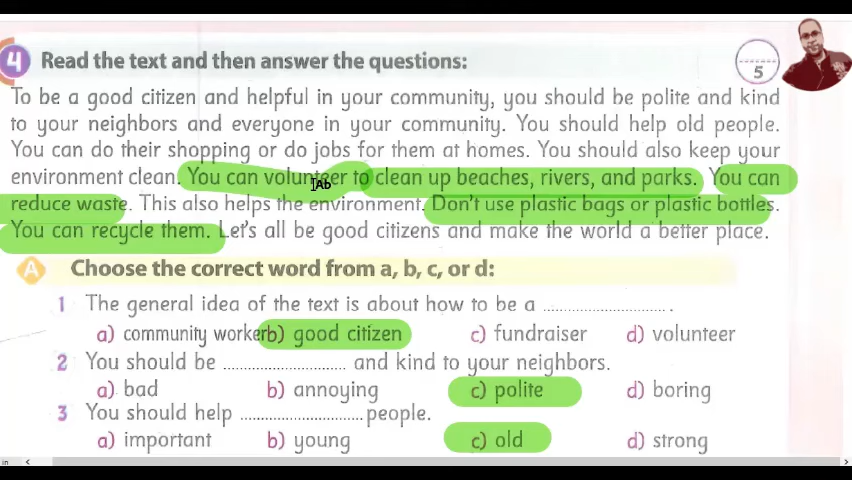 4 Read the text and then answer the questions:
5
To be a good citizen and helpful in your community, you should be polite and kind
to your neighbors and everyone in your community. You should help old people.
You can do their shopping or do jobs for them at homes. You should also keep your
environment clean. You can volunteer to clean up beaches, rivers, and parks. You can
reduce waste. This also helps the environment. Don't use plastic bags or plastic bottles.
You can recycle them. Let's all be good citizens and make the world a better place.
A Choose the correct word from a, b, c, or d:
1 The general idea of the text is about how to be a ............................ .
a) community worker b) good citizen c) fundraiser d) volunteer
2 You should be ............................ and kind to your neighbors.
a) bad b) annoying c) polite d) boring
3 You should help ............................ people.
a) important b) young c) old d) strong